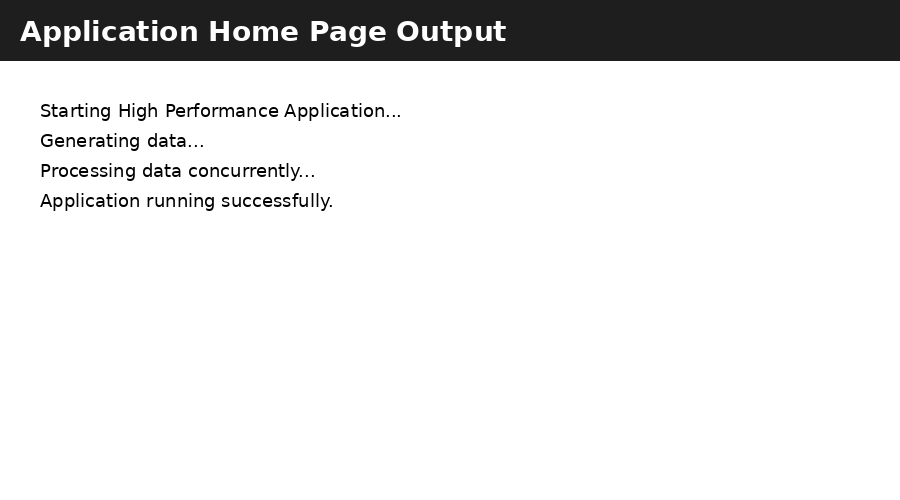 Application Home Page Output
Starting High Performance Application...
Generating data...
Processing data concurrently...
Application running successfully.